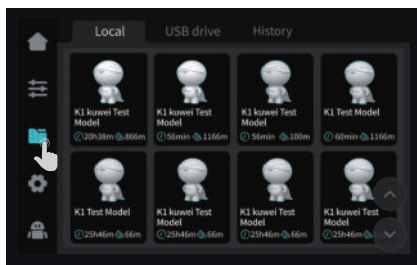 Local USB drive History
K1 kuwei Test
Model
20h38m 866m
K1 kuwei Test
Model
56min 1166m
K1 kuwei Test
Model
56min 100m
K1 Test Model
60min 1166m
K1 Test Model
25h46m 66m
K1 kuwei Test
Model
25h46m 66m
K1 kuwei Test
Model
25h46m 66m
K1 kuwei Test
Model
25h46m 66m